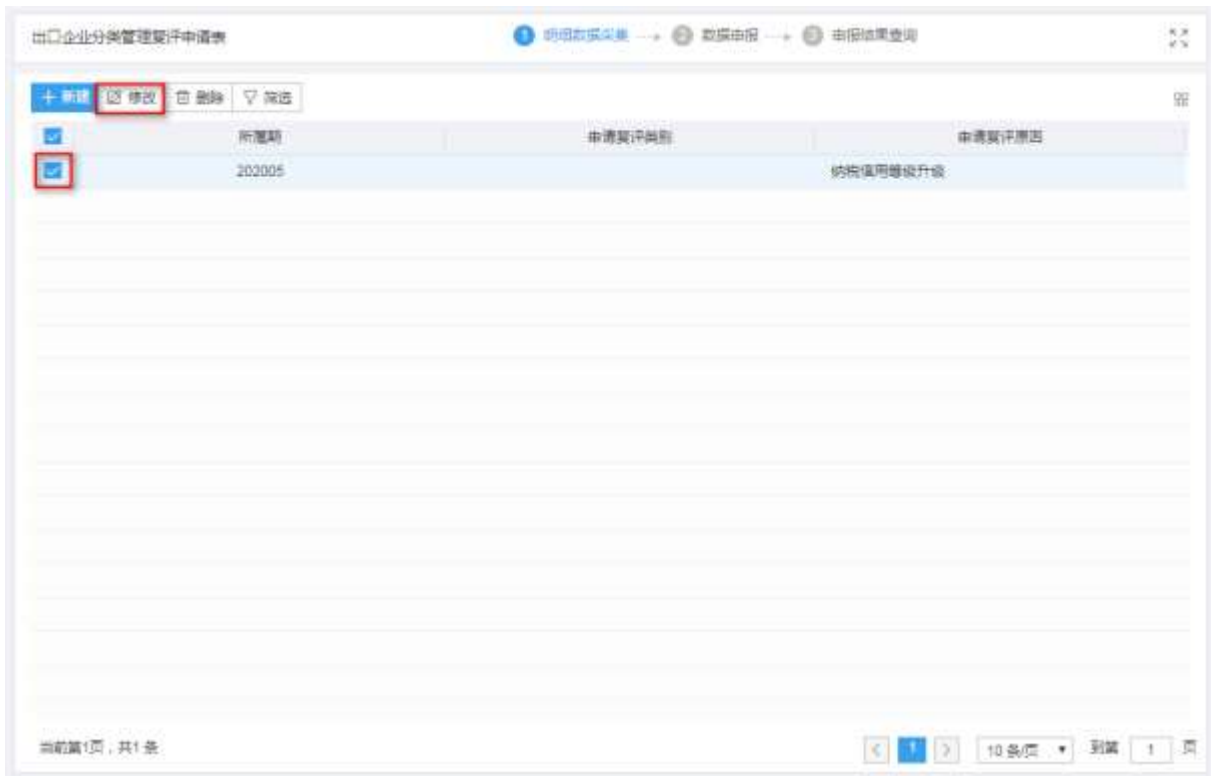 出口企业分类管理复评申请表
1 明细数据采集 → 2 数据申报 → 3 申报结果查询
新建 修改 删除 筛选
所属期 申请复评类别 申请复评原因
202005 纳税信用等级升级
当前第1页，共1 条
< 1 > 10 条/页 到第 1 页